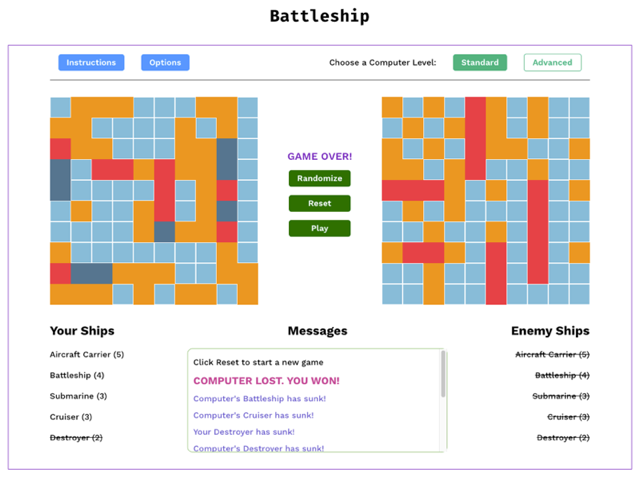 Battleship
Instructions
Options
Choose a Computer Level:
Standard
Advanced
GAME OVER!
Randomize
Reset
Play
Your Ships
Aircraft Carrier (5)
Battleship (4)
Submarine (3)
Cruiser (3)
Destroyer (2)
Messages
Click Reset to start a new game
COMPUTER LOST. YOU WON!
Computer's Battleship has sunk!
Computer's Cruiser has sunk!
Your Destroyer has sunk!
Computer's Destroyer has sunk!
Enemy Ships
Aircraft Carrier (5)
Battleship (4)
Submarine (3)
Cruiser (3)
Destroyer (2)